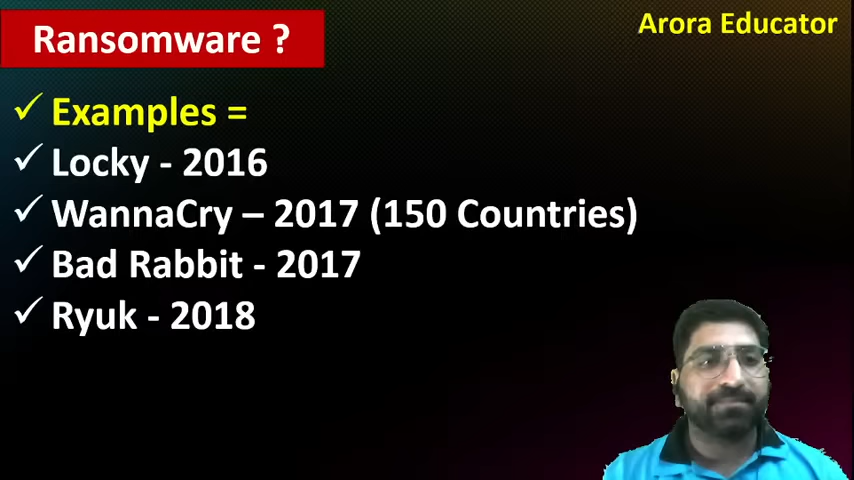 Ransomware ?
Arora Educator
✓ Examples =
✓ Locky - 2016
✓ WannaCry – 2017 (150 Countries)
✓ Bad Rabbit - 2017
✓ Ryuk - 2018